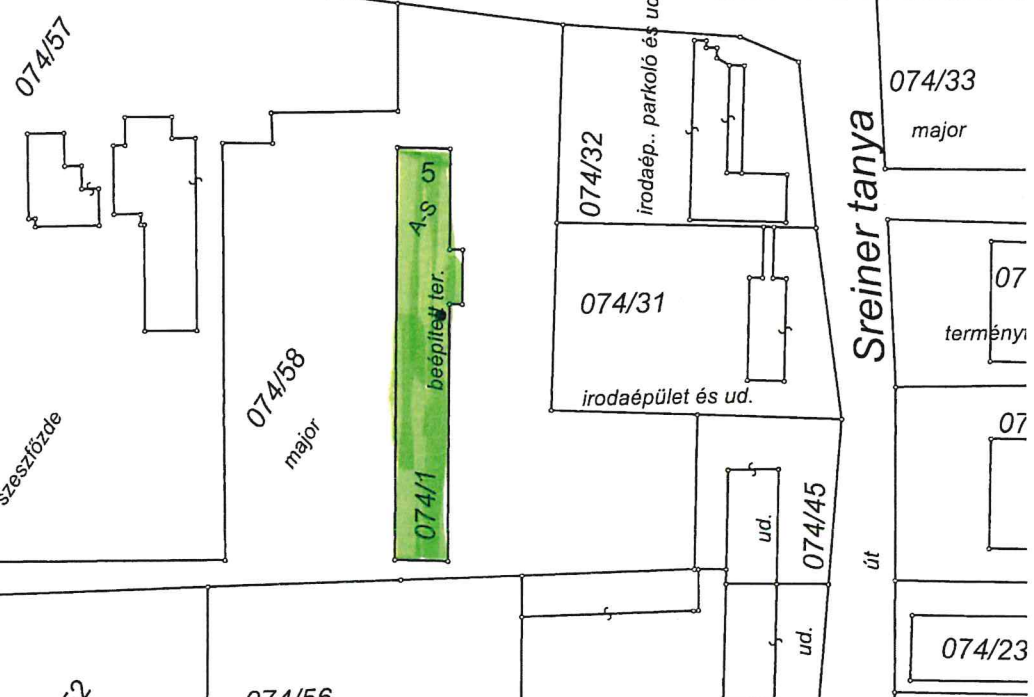 074/57
szeszfőzde
074/58
major
5
4-S
beépített ter.
074/1
074/32
irodaép.. parkoló és ud
074/31
irodaépület és ud.
ud.
074/45
ud.
Sreiner tanya
út
074/33
major
07
terményt
07
074/23
074/56